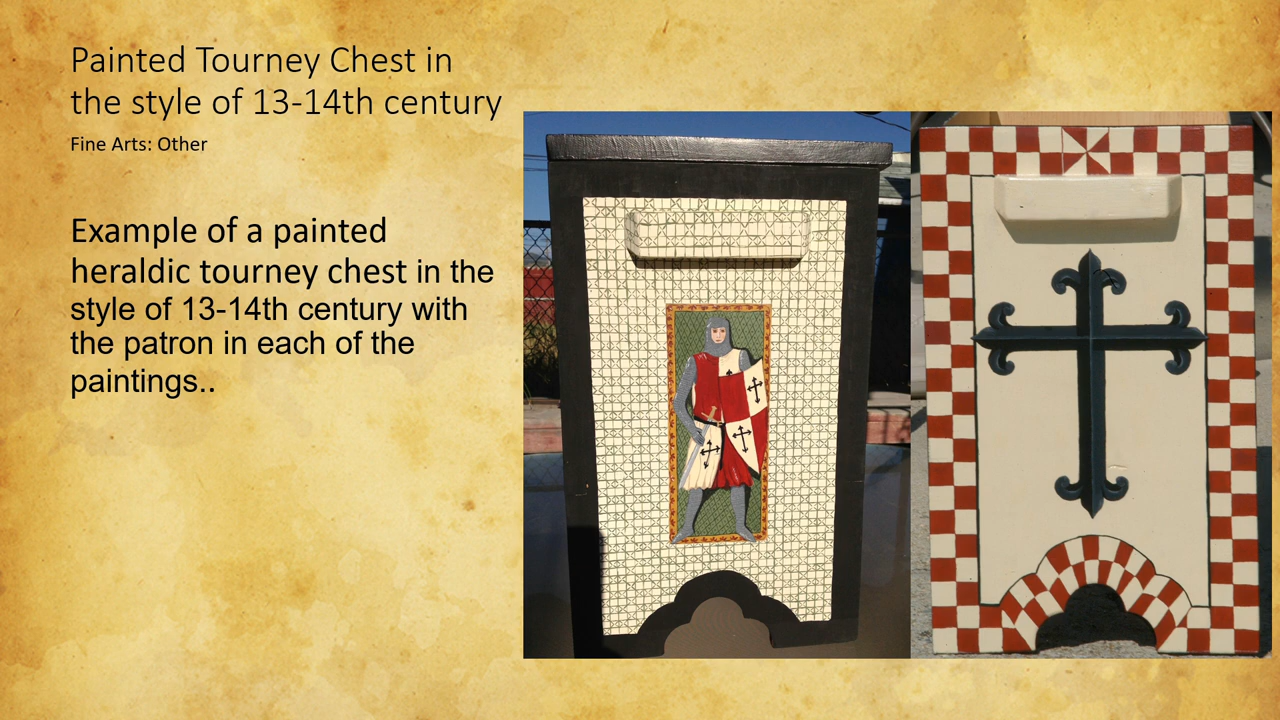 Painted Tourney Chest in
the style of 13-14th century
Fine Arts: Other
Example of a painted
heraldic tourney chest in the
style of 13-14th century with
the patron in each of the
paintings..